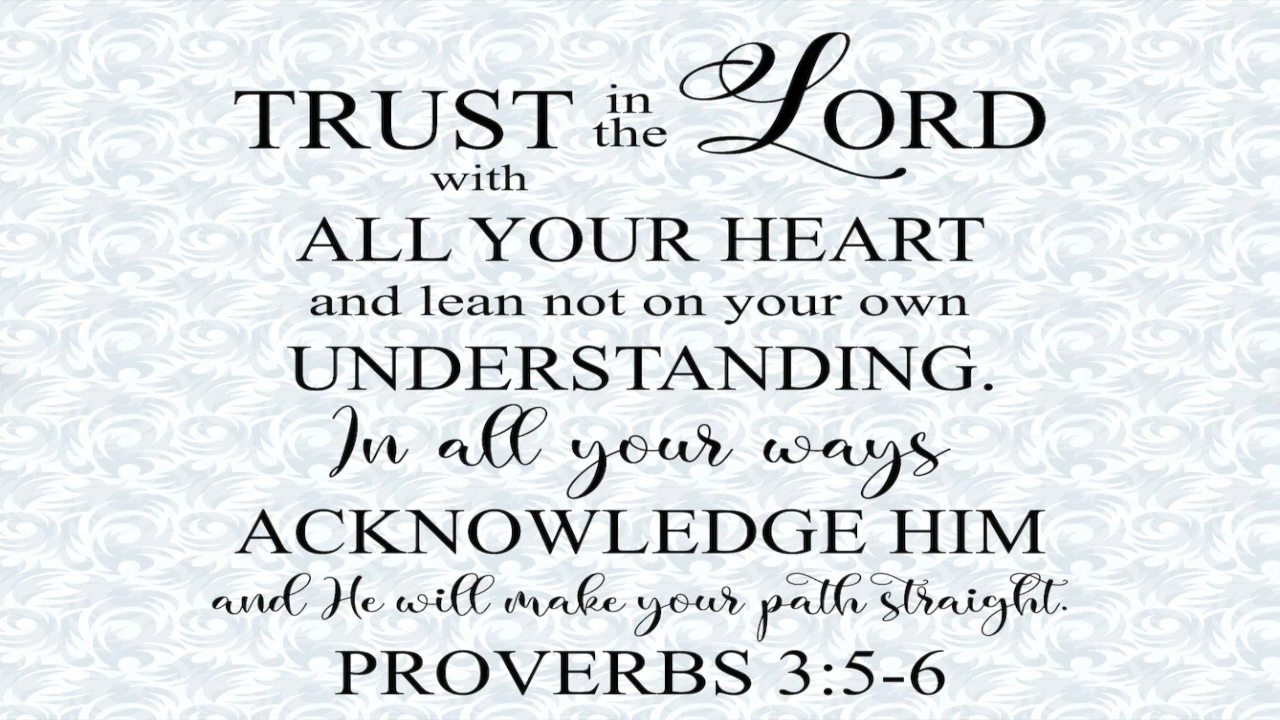 TRUST in the LORD
with
ALL YOUR HEART
and lean not on your own
UNDERSTANDING.
In all your ways
ACKNOWLEDGE HIM
and He will make your path straight.
PROVERBS 3:5-6